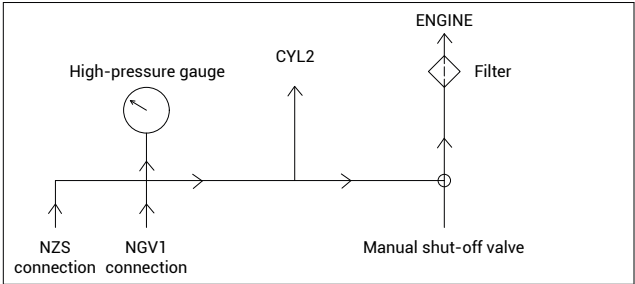 ENGINE
CYL2
High-pressure gauge
Filter
NZS
connection
NGV1
connection
Manual shut-off valve